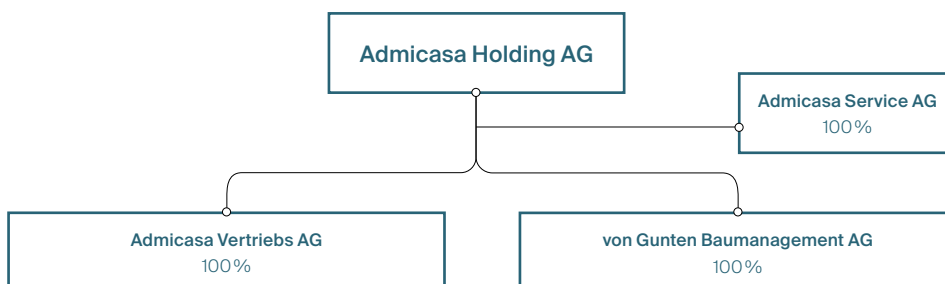 Admicasa Holding AG
Admicasa Service AG
100%
Admicasa Vertriebs AG
100%
von Gunten Baumanagement AG
100%